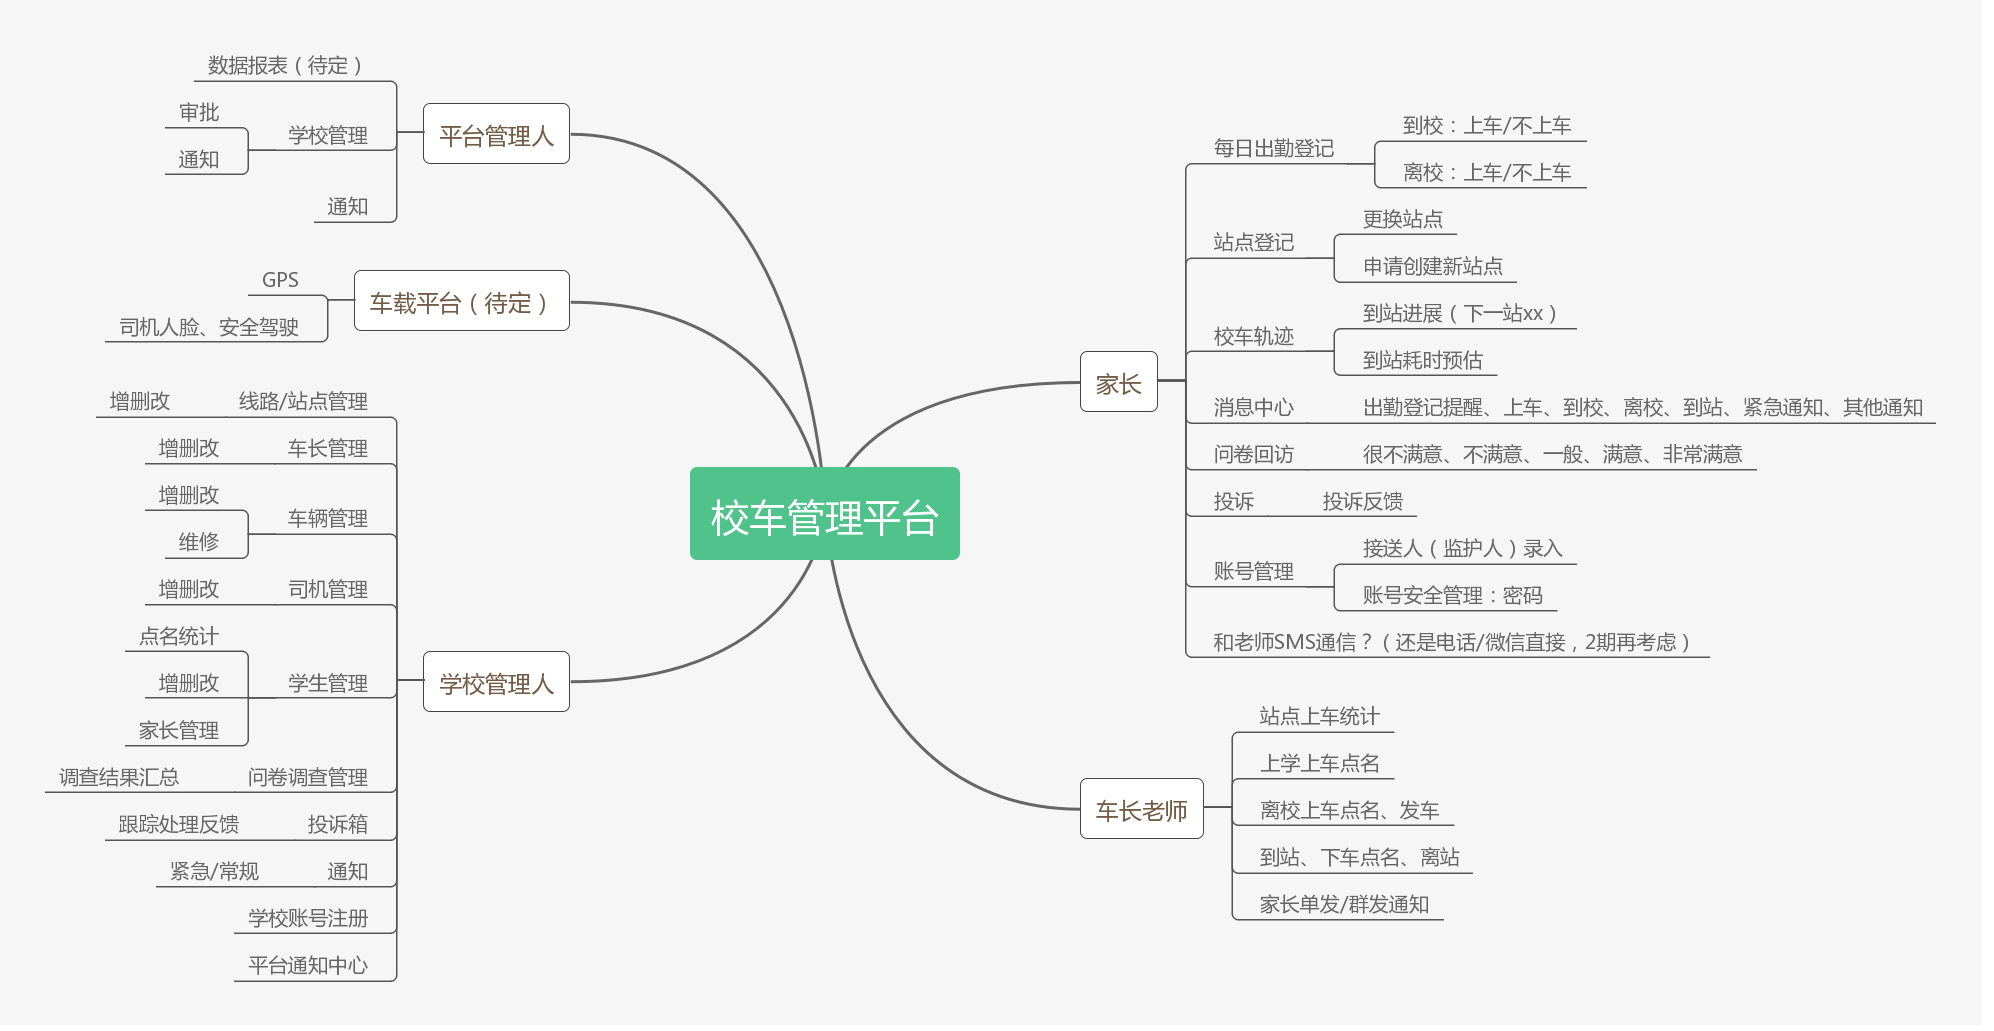 校车管理平台
平台管理人
数据报表（待定）
学校管理
审批
通知
通知
车载平台（待定）
GPS
司机人脸、安全驾驶
学校管理人
线路/站点管理
增删改
车长管理
增删改
车辆管理
增删改
维修
司机管理
增删改
学生管理
点名统计
增删改
家长管理
问卷调查管理
调查结果汇总
投诉箱
跟踪处理反馈
通知
紧急/常规
学校账号注册
平台通知中心
家长
每日出勤登记
到校：上车/不上车
离校：上车/不上车
站点登记
更换站点
申请创建新站点
校车轨迹
到站进展（下一站xx）
到站耗时预估
消息中心
出勤登记提醒、上车、到校、离校、到站、紧急通知、其他通知
问卷回访
很不满意、不满意、一般、满意、非常满意
投诉
投诉反馈
账号管理
接送人（监护人）录入
账号安全管理：密码
和老师SMS通信？（还是电话/微信直接，2期再考虑）
车长老师
站点上车统计
上学上车点名
离校上车点名、发车
到站、下车点名、离站
家长单发/群发通知